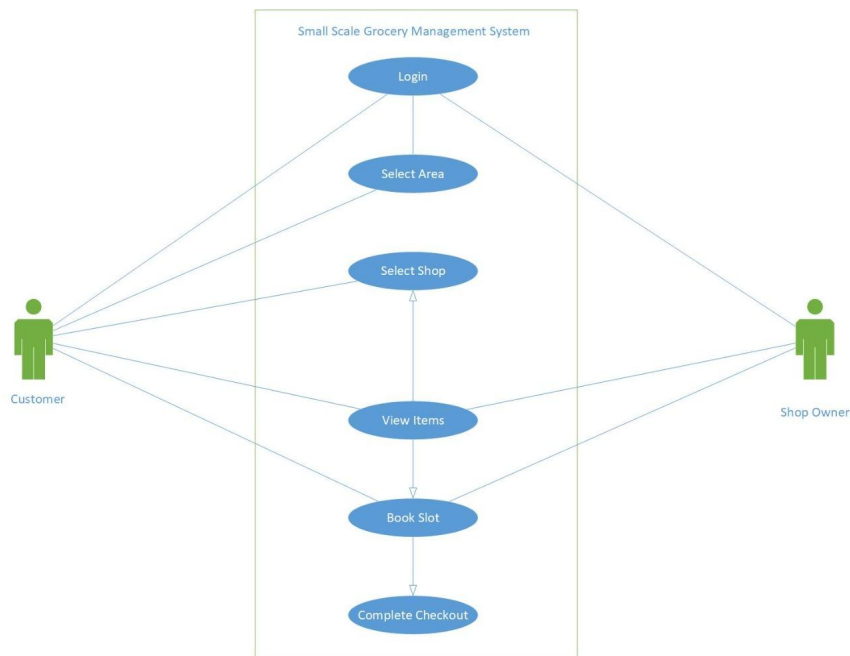 Small Scale Grocery Management System
Login
Select Area
Select Shop
Customer
Shop Owner
View Items
Book Slot
Complete Checkout